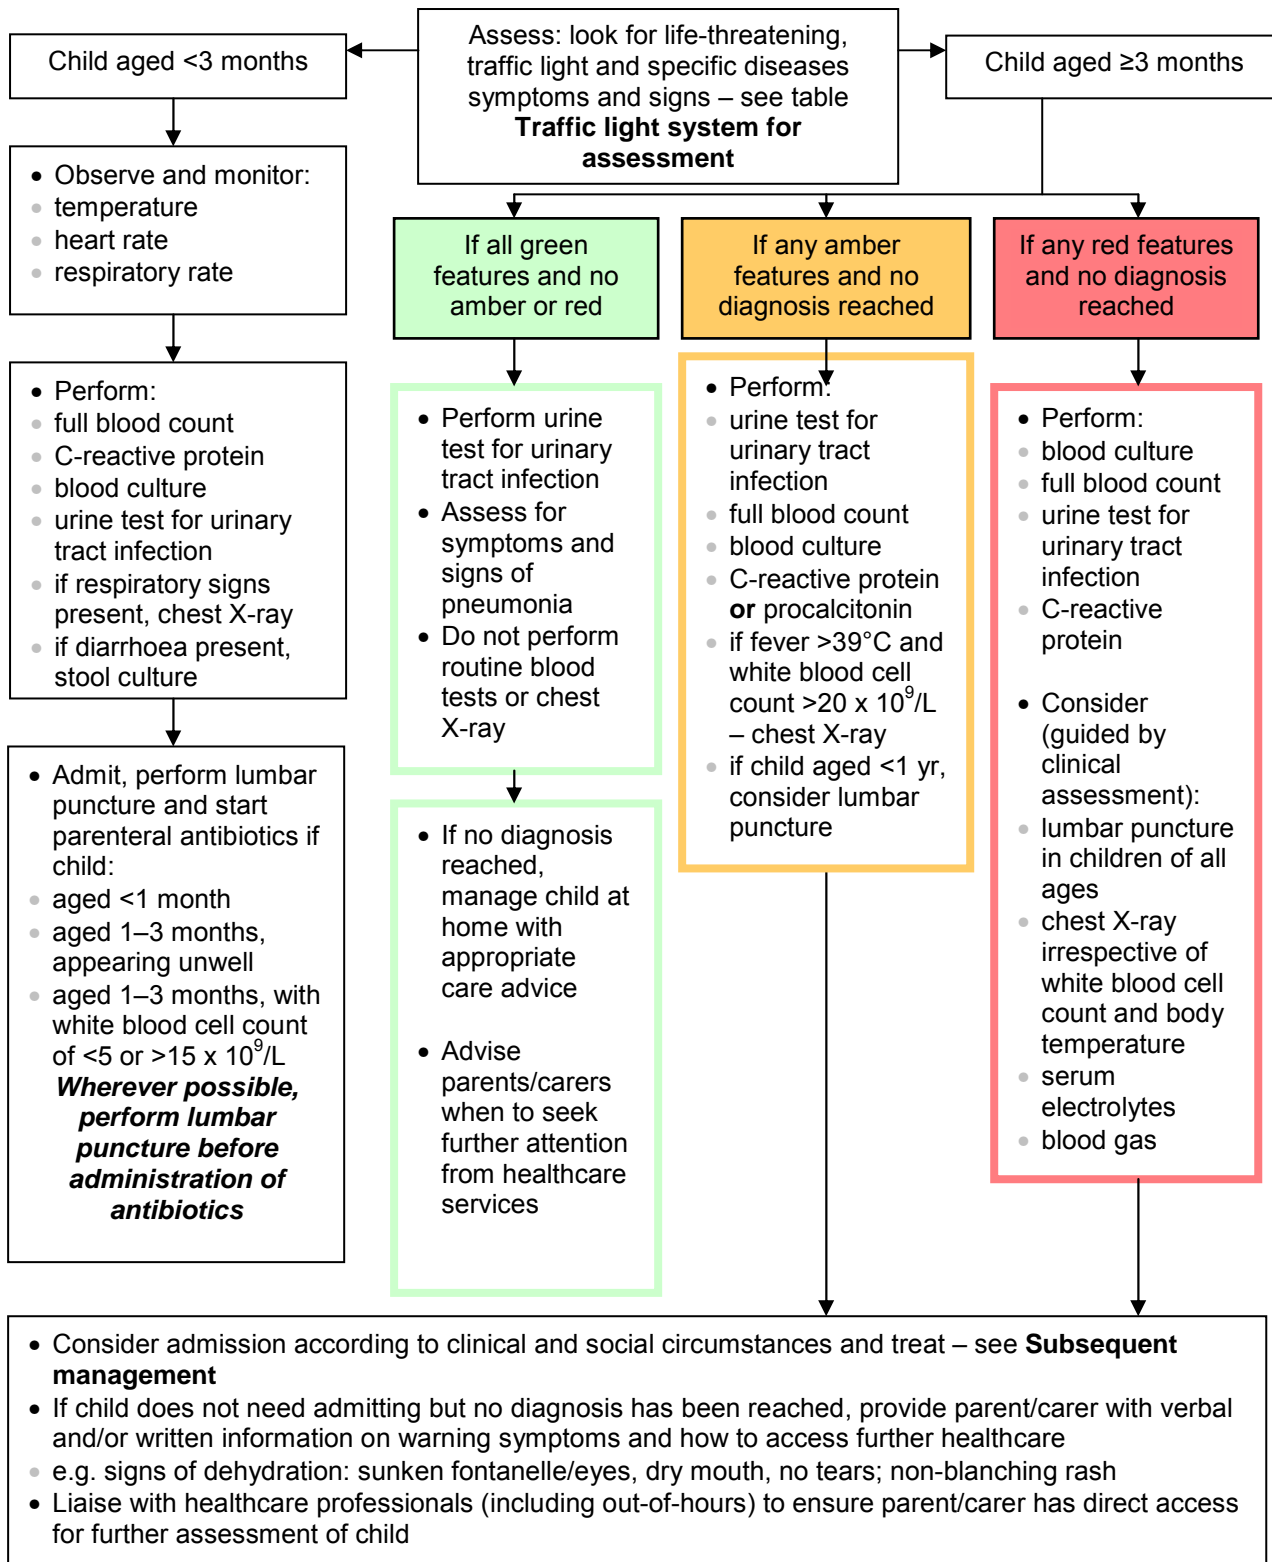 Assess: look for life-threatening,
traffic light and specific diseases
symptoms and signs – see table
Traffic light system for
assessment
Child aged <3 months
Child aged ≥3 months
• Observe and monitor:
• temperature
• heart rate
• respiratory rate
• Perform:
• full blood count
• C-reactive protein
• blood culture
• urine test for urinary
tract infection
• if respiratory signs
present, chest X-ray
• if diarrhoea present,
stool culture
• Admit, perform lumbar
puncture and start
parenteral antibiotics if
child:
• aged <1 month
• aged 1–3 months,
appearing unwell
• aged 1–3 months, with
white blood cell count
of <5 or >15 x 10⁹/L
Wherever possible,
perform lumbar
puncture before
administration of
antibiotics
If all green
features and no
amber or red
• Perform urine
test for urinary
tract infection
• Assess for
symptoms and
signs of
pneumonia
• Do not perform
routine blood
tests or chest
X-ray
• If no diagnosis
reached,
manage child at
home with
appropriate
care advice
• Advise
parents/carers
when to seek
further attention
from healthcare
services
If any amber
features and no
diagnosis reached
• Perform:
• urine test for
urinary tract
infection
• full blood count
• blood culture
• C-reactive protein
or procalcitonin
• if fever >39°C and
white blood cell
count >20 x 10⁹/L
– chest X-ray
• if child aged <1 yr,
consider lumbar
puncture
If any red features
and no diagnosis
reached
• Perform:
• blood culture
• full blood count
• urine test for
urinary tract
infection
• C-reactive
protein
• Consider
(guided by
clinical
assessment):
• lumbar puncture
in children of all
ages
• chest X-ray
irrespective of
white blood cell
count and body
temperature
• serum
electrolytes
• blood gas
• Consider admission according to clinical and social circumstances and treat – see Subsequent
management
• If child does not need admitting but no diagnosis has been reached, provide parent/carer with verbal
and/or written information on warning symptoms and how to access further healthcare
• e.g. signs of dehydration: sunken fontanelle/eyes, dry mouth, no tears; non-blanching rash
• Liaise with healthcare professionals (including out-of-hours) to ensure parent/carer has direct access
for further assessment of child